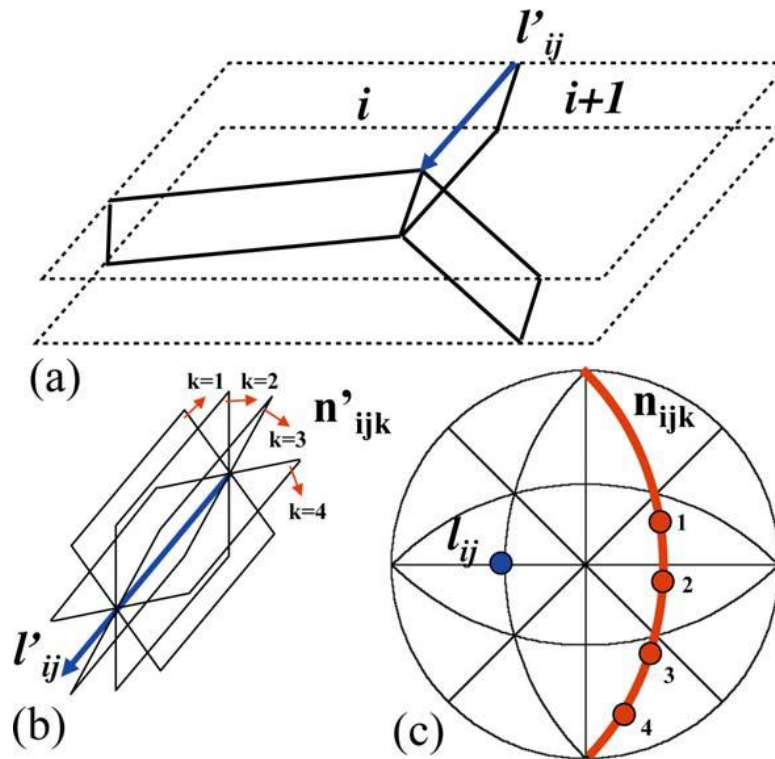 l'ij
i i+1
(a)
k=1 k=2
n'ijk
k=3
k=4
l'ij
(b)
nijk
1
lij
2
3
4
(c)